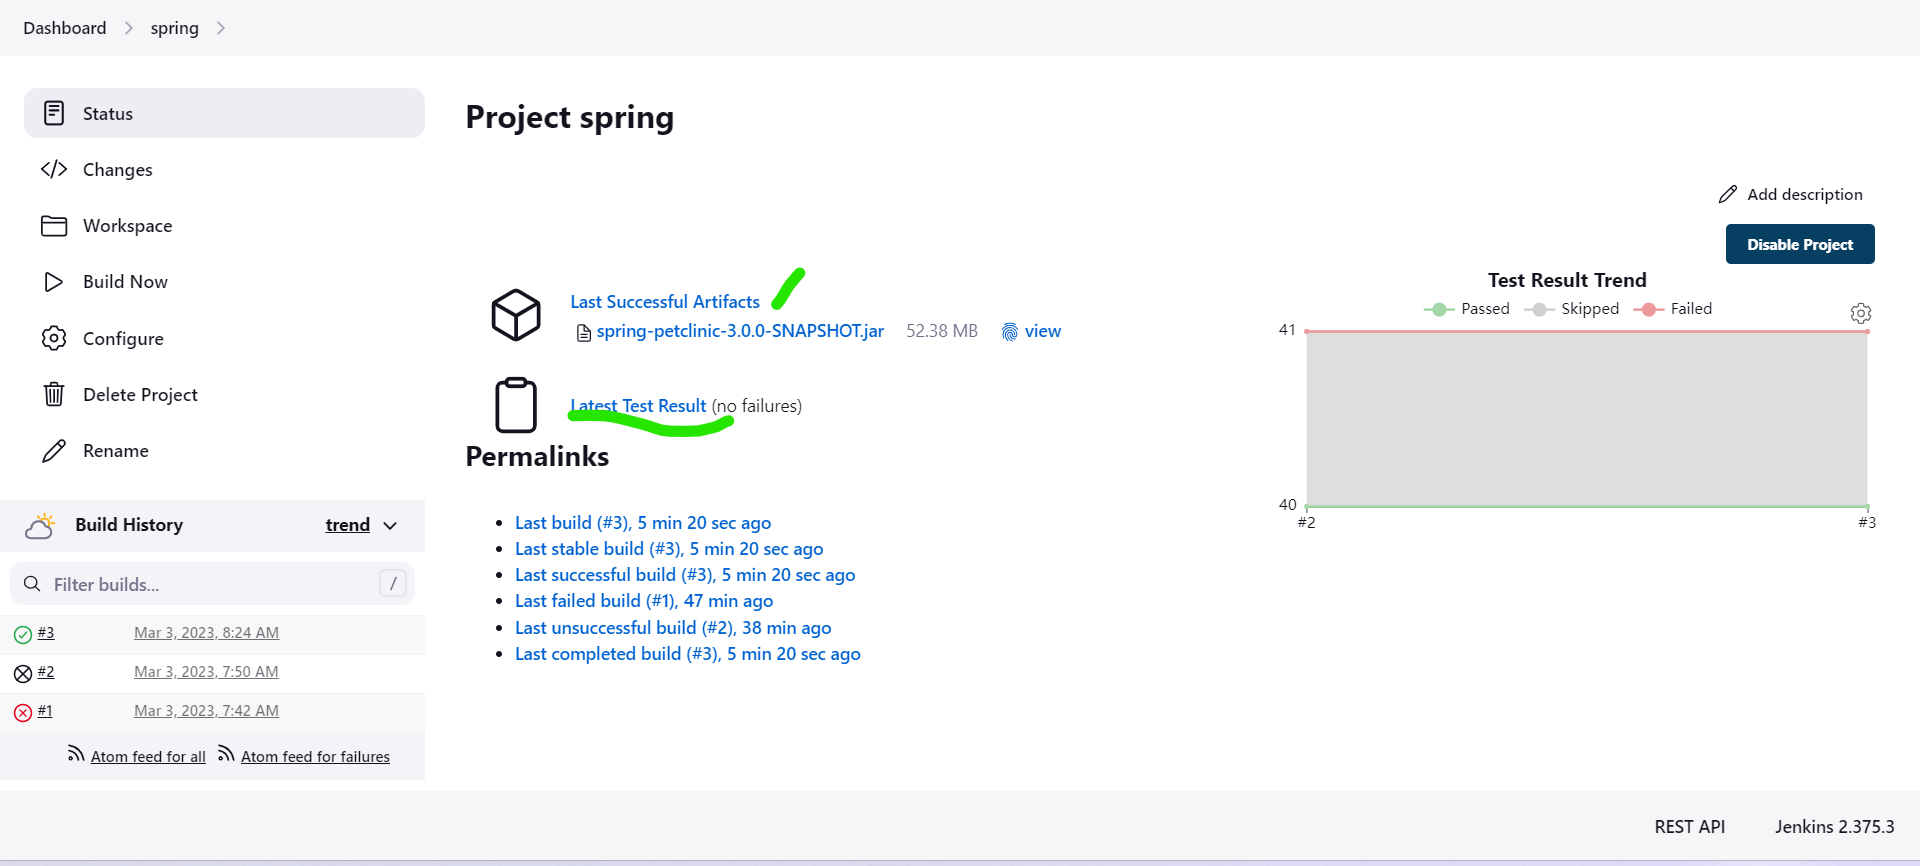 Dashboard > spring >
Status
Changes
Workspace
Build Now
Configure
Delete Project
Rename
Build History trend
Filter builds... /
#3 Mar 3, 2023, 8:24 AM
#2 Mar 3, 2023, 7:50 AM
#1 Mar 3, 2023, 7:42 AM
Atom feed for all Atom feed for failures
Project spring
Add description
Disable Project
Last Successful Artifacts
spring-petclinic-3.0.0-SNAPSHOT.jar 52.38 MB view
Latest Test Result (no failures)
Permalinks
Last build (#3), 5 min 20 sec ago
Last stable build (#3), 5 min 20 sec ago
Last successful build (#3), 5 min 20 sec ago
Last failed build (#1), 47 min ago
Last unsuccessful build (#2), 38 min ago
Last completed build (#3), 5 min 20 sec ago
Test Result Trend
Passed Skipped Failed
41
40
#2 #3
REST API Jenkins 2.375.3